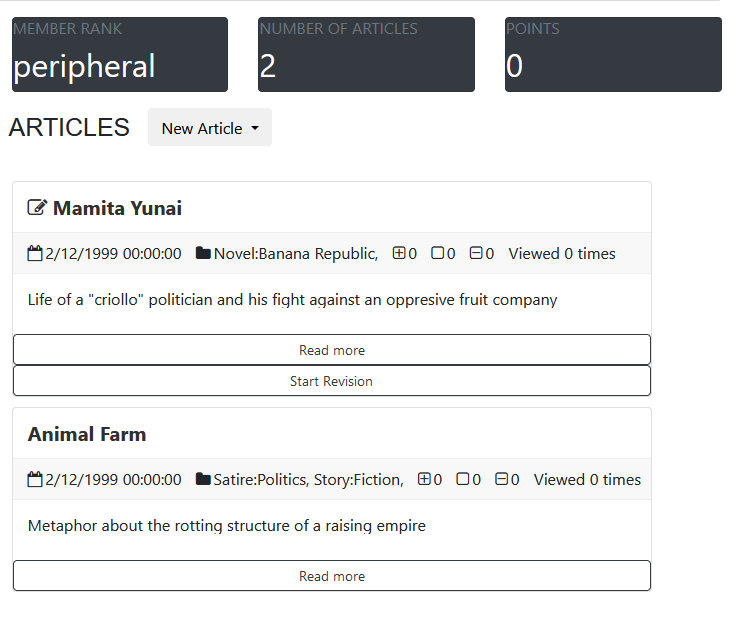 MEMBER RANK
peripheral
NUMBER OF ARTICLES
2
POINTS
0
ARTICLES
New Article
Mamita Yunai
2/12/1999 00:00:00 Novel:Banana Republic, 0 0 0 Viewed 0 times
Life of a "criollo" politician and his fight against an oppresive fruit company
Read more
Start Revision
Animal Farm
2/12/1999 00:00:00 Satire:Politics, Story:Fiction, 0 0 0 Viewed 0 times
Metaphor about the rotting structure of a raising empire
Read more